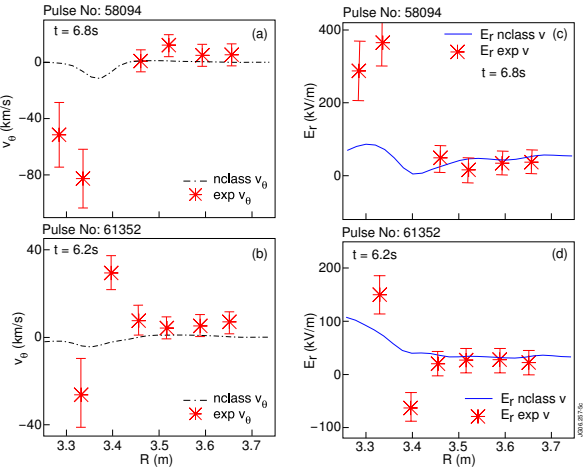 Pulse No: 58094
t = 6.8s
(a)
0
−40
−80
vθ (km/s)
nclass vθ
exp vθ
Pulse No: 61352
t = 6.2s
(b)
40
0
−40
vθ (km/s)
nclass vθ
exp vθ
3.3 3.4 3.5 3.6 3.7
R (m)
Pulse No: 58094
(c)
Er nclass v
Er exp v
t = 6.8s
400
200
0
Er (kV/m)
Pulse No: 61352
t = 6.2s
(d)
200
100
0
−100
Er (kV/m)
Er nclass v
Er exp v
3.3 3.4 3.5 3.6 3.7
R (m)
JG06.257-5c